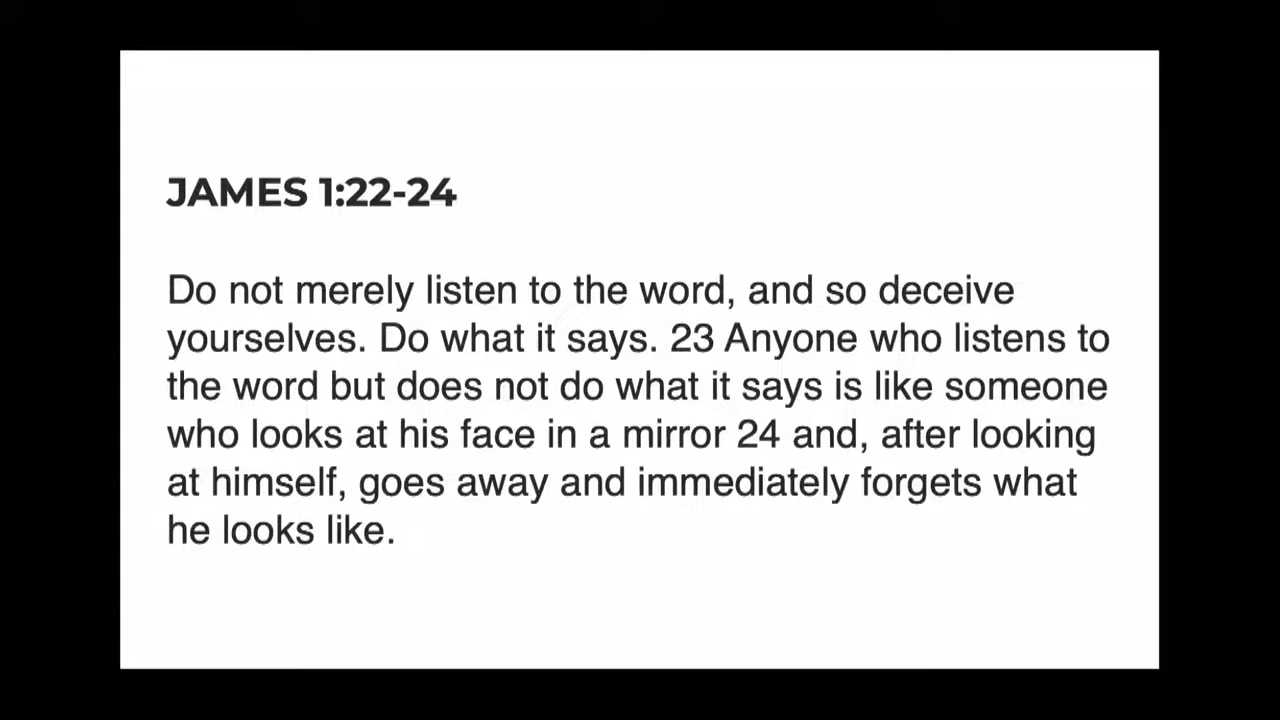 JAMES 1:22-24
Do not merely listen to the word, and so deceive
yourselves. Do what it says. 23 Anyone who listens to
the word but does not do what it says is like someone
who looks at his face in a mirror 24 and, after looking
at himself, goes away and immediately forgets what
he looks like.